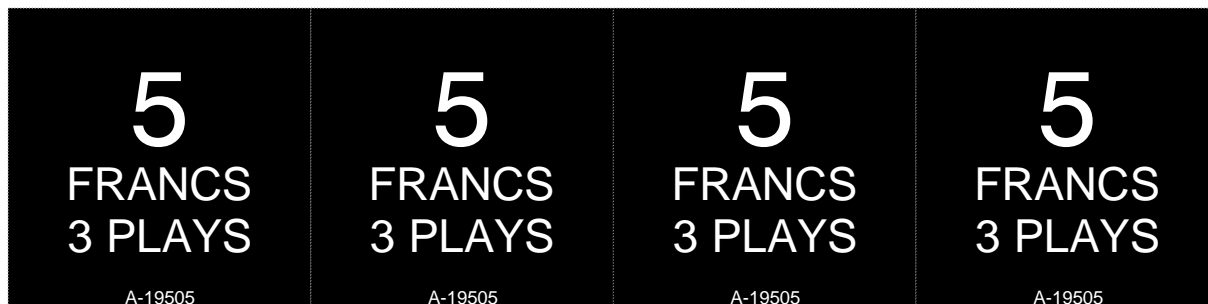 5 5 5 5
FRANCS FRANCS FRANCS FRANCS
3 PLAYS 3 PLAYS 3 PLAYS 3 PLAYS
A-19505 A-19505 A-19505 A-19505